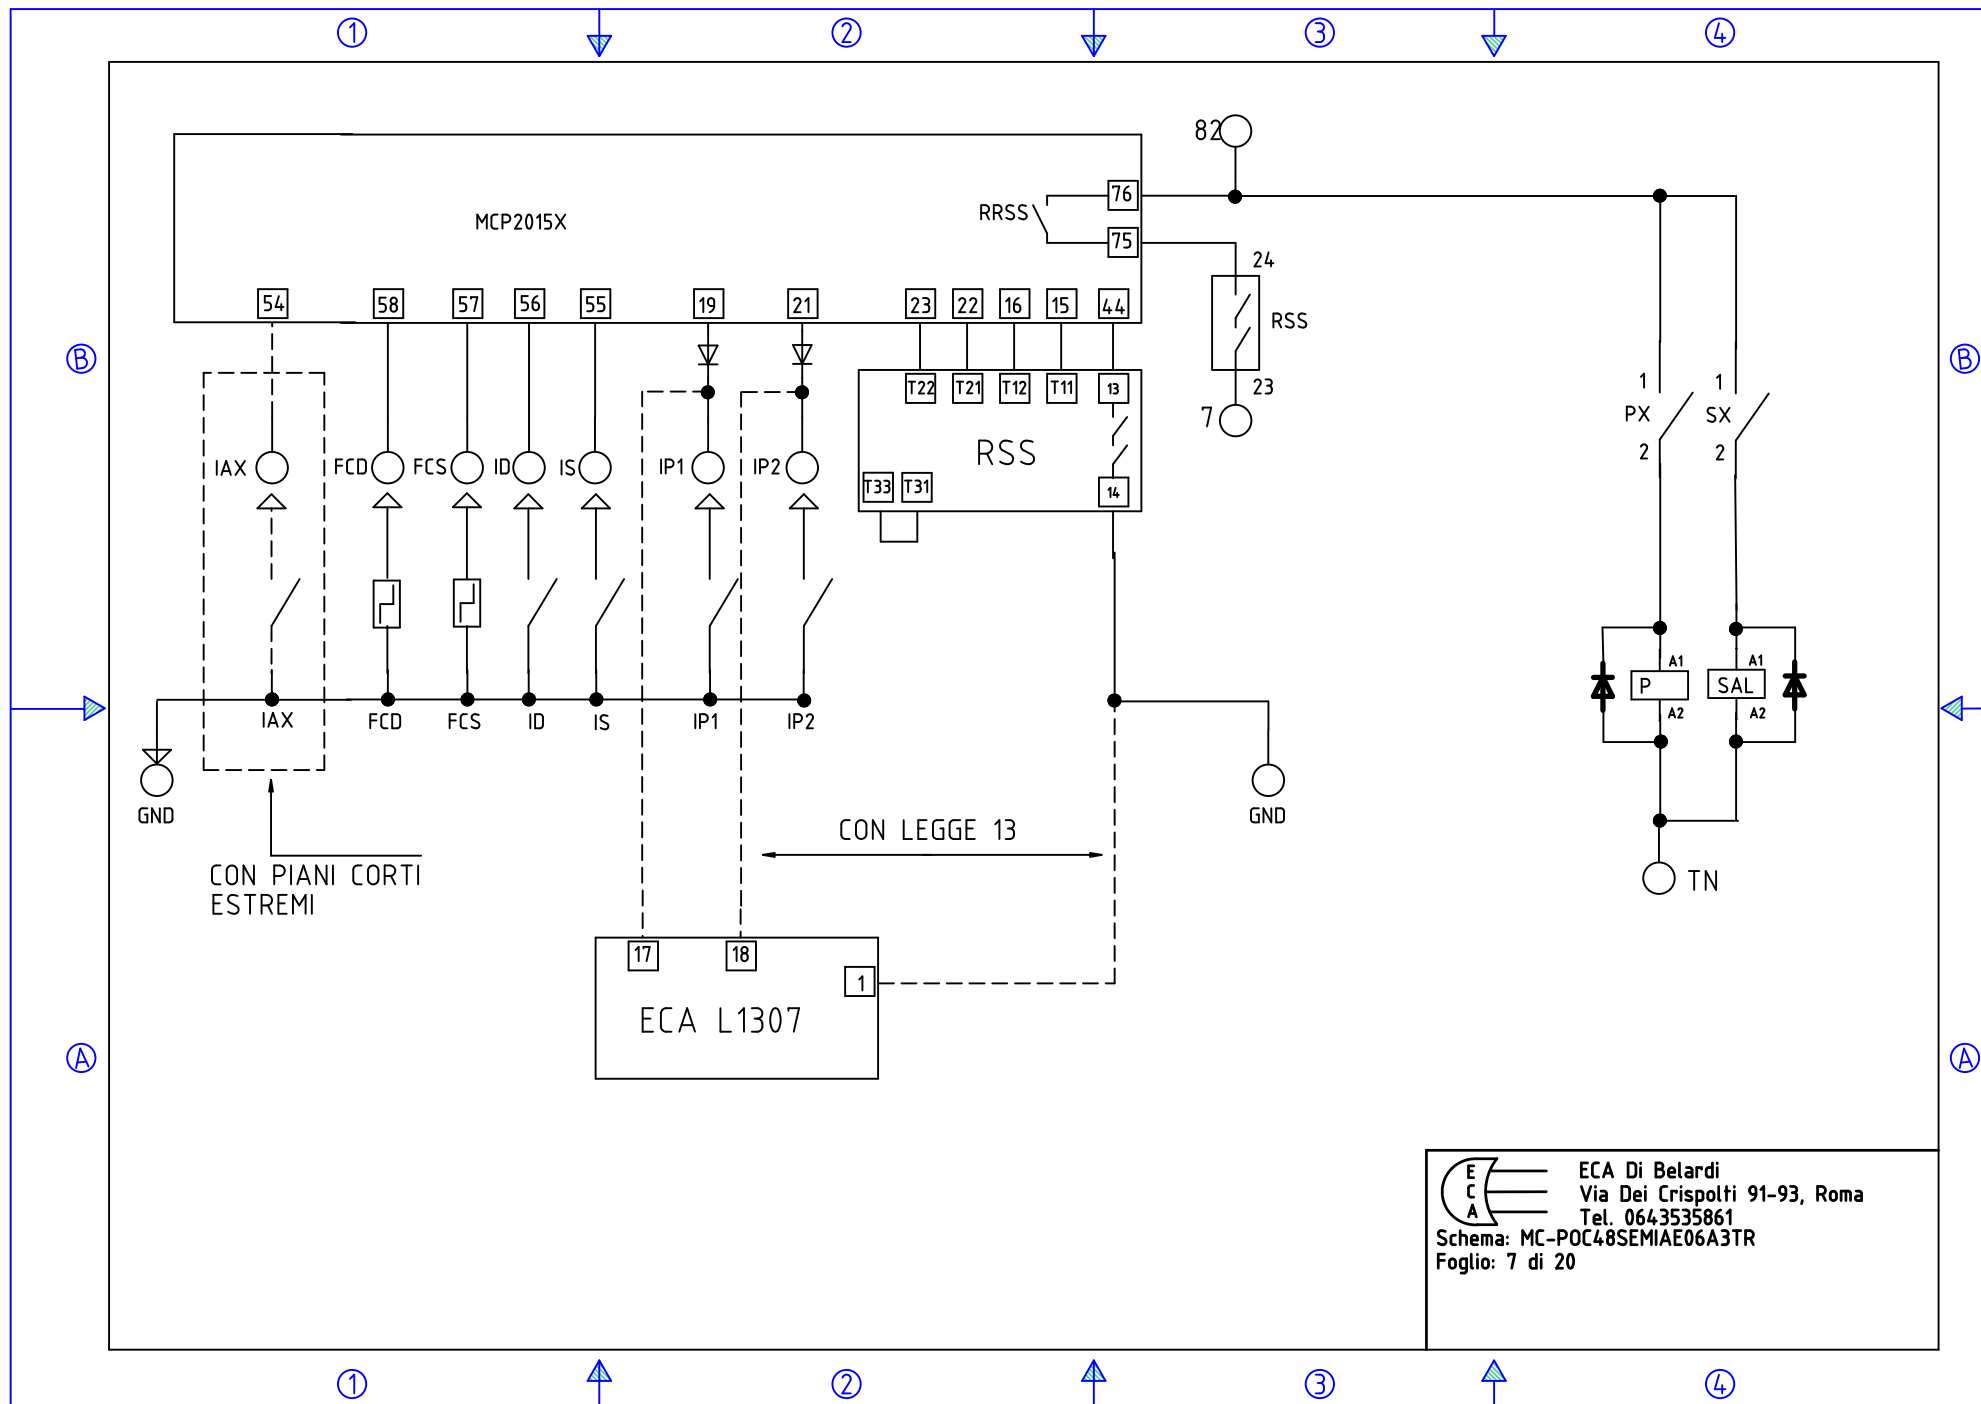 1 2 3 4
82
76
RRSS
MCP2015X
75
24
54 58 57 56 55 19 21 23 22 16 15 44
RSS
B B
T22 T21 T12 T11 13
23
7
1 1
PX SX
2 2
RSS
IAX FCD FCS ID IS IP1 IP2
T33 T31 14
A1 A1
P SAL
A2 A2
IAX FCD FCS ID IS IP1 IP2
GND GND
CON LEGGE 13
CON PIANI CORTI
ESTREMI
TN
17 18
1
ECA L1307
A A
E
C
A
ECA Di Belardi
Via Dei Crispolti 91-93, Roma
Tel. 0643535861
Schema: MC-POC48SEMIAE06A3TR
Foglio: 7 di 20
1 2 3 4